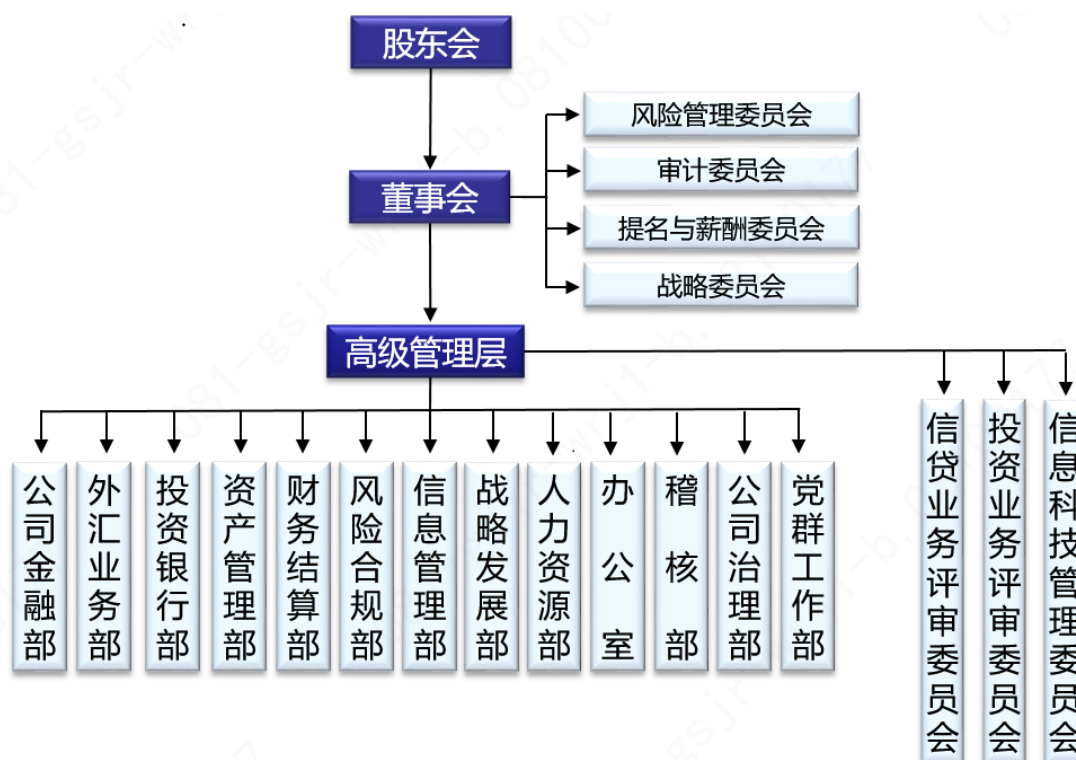 股东会
风险管理委员会
审计委员会
董事会
提名与薪酬委员会
战略委员会
高级管理层
公司金融部
外汇业务部
投资银行部
资产管理部
财务结算部
风险合规部
信息管理部
战略发展部
人力资源部
办公室
稽核部
公司治理部
党群工作部
信贷业务评审委员会
投资业务评审委员会
信息科技管理委员会